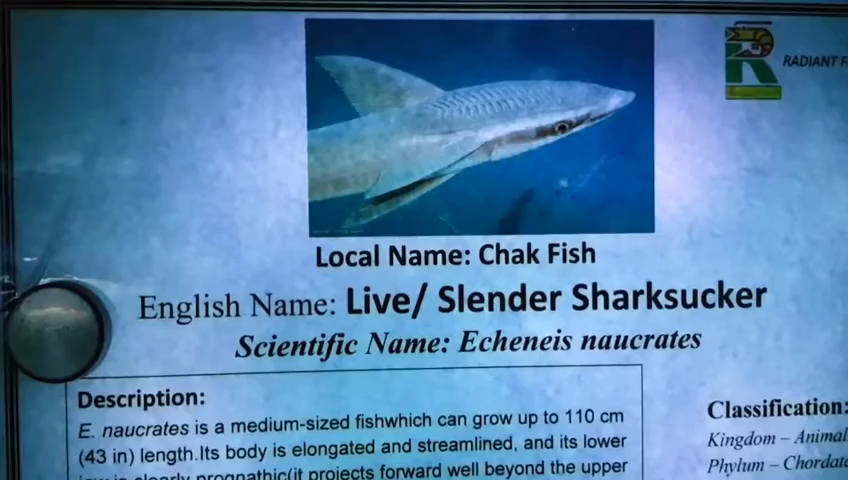 RADIANT
Local Name: Chak Fish
English Name: Live/ Slender Sharksucker
Scientific Name: Echeneis naucrates
Description:
E. naucrates is a medium-sized fishwhich can grow up to 110 cm
(43 in) length.Its body is elongated and streamlined, and its lower
prognathic(it projects forward well beyond the upper
Classification:
Kingdom – Animal
Phylum – Chordat